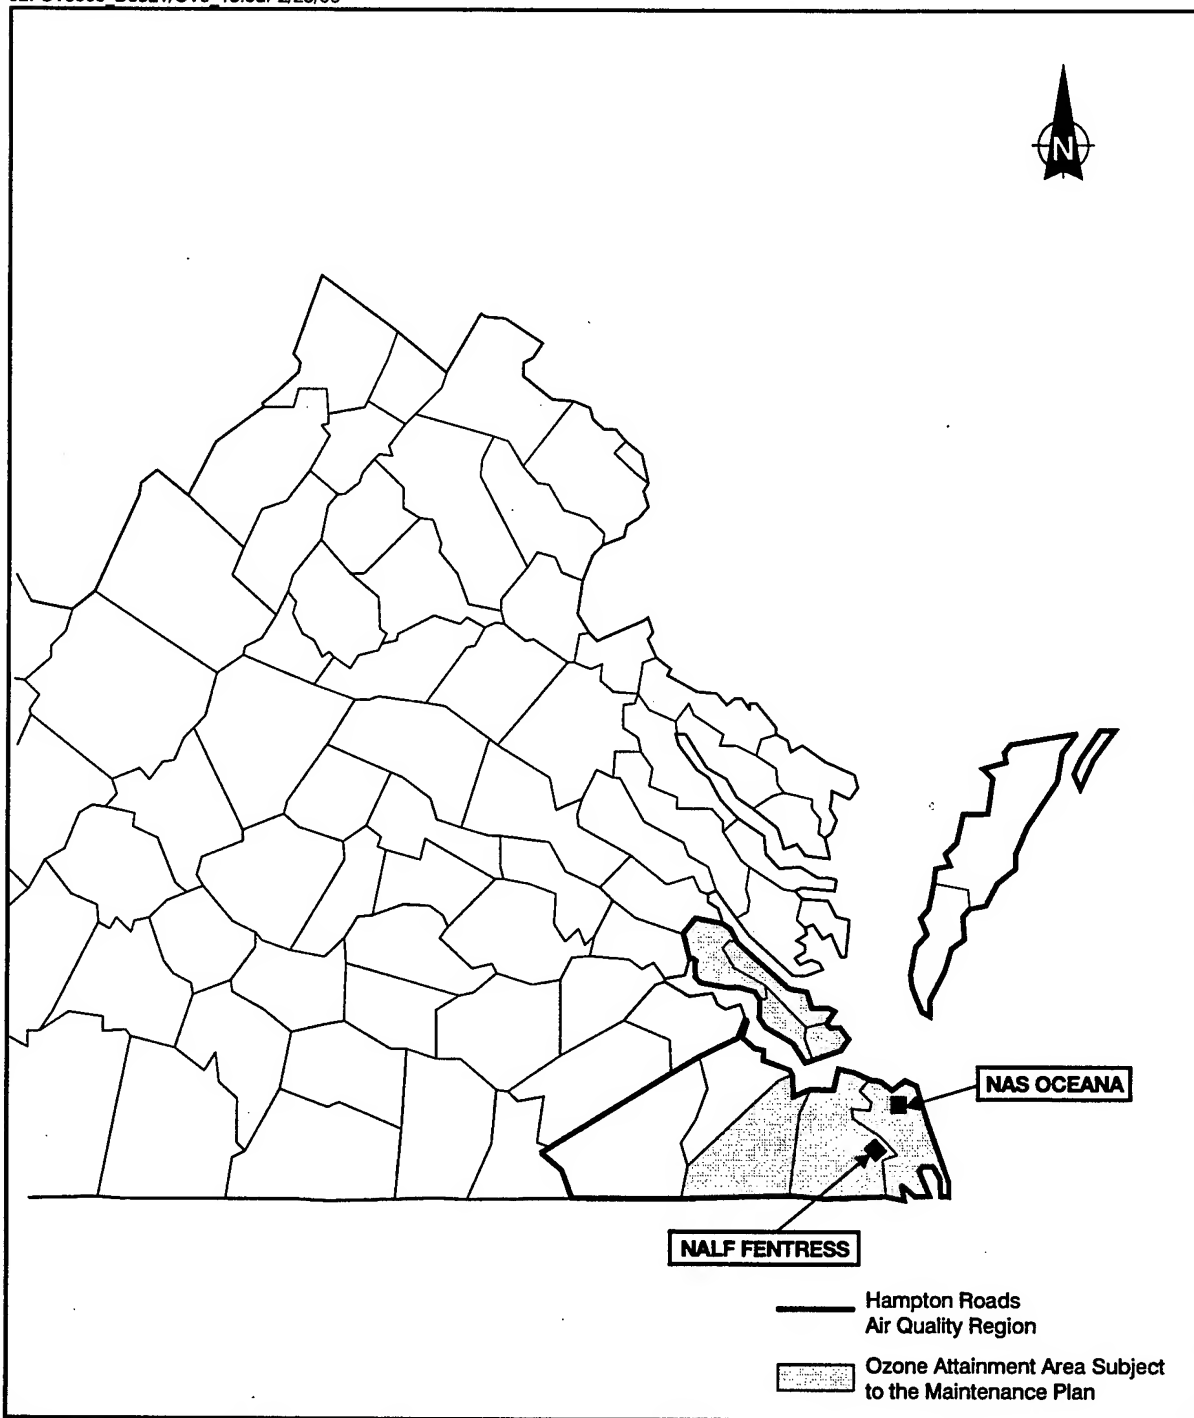 N
NAS OCEANA
NALF FENTRESS
Hampton Roads
Air Quality Region
Ozone Attainment Area Subject
to the Maintenance Plan